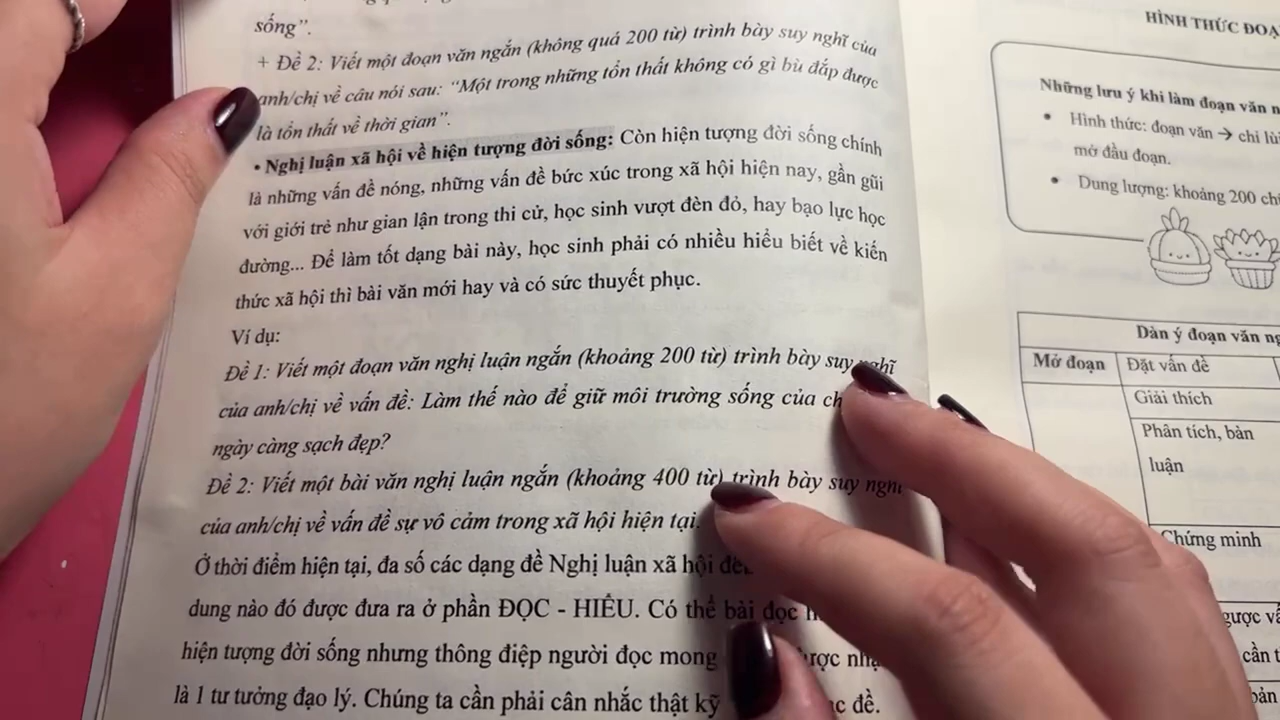 sống”.
+ Đề 2: Viết một đoạn văn ngắn (không quá 200 từ) trình bày suy nghĩ của
anh/chị về câu nói sau: “Một trong những tổn thất không có gì bù đắp được
là tổn thất về thời gian”.
• Nghị luận xã hội về hiện tượng đời sống: Còn hiện tượng đời sống chính
là những vấn đề nóng, những vấn đề bức xúc trong xã hội hiện nay, gần gũi
với giới trẻ như gian lận trong thi cử, học sinh vượt đèn đỏ, hay bạo lực học
đường... Để làm tốt dạng bài này, học sinh phải có nhiều hiểu biết về kiến
thức xã hội thì bài văn mới hay và có sức thuyết phục.
Ví dụ:
Đề 1: Viết một đoạn văn nghị luận ngắn (khoảng 200 từ) trình bày suy nghĩ
của anh/chị về vấn đề: Làm thế nào để giữ môi trường sống của
ngày càng sạch đẹp?
Đề 2: Viết một bài văn nghị luận ngắn (khoảng 400 từ) trình bày suy nghĩ
của anh/chị về vấn đề sự vô cảm trong xã hội hiện tại.
Ở thời điểm hiện tại, đa số các dạng đề Nghị luận xã hội
dung nào đó được đưa ra ở phần ĐỌC - HIỂU. Có thể bài đọc
hiện tượng đời sống nhưng thông điệp người đọc mong
là 1 tư tưởng đạo lý. Chúng ta cần phải cân nhắc thật kỹ đề.
HÌNH THỨC
Những lưu ý khi làm đoạn văn
• Hình thức: đoạn văn → chỉ
mở đầu đoạn.
• Dung lượng: khoảng 200
Dàn ý đoạn văn
Mở đoạn Đặt vấn đề
Giải thích
Phân tích, bàn
luận
Chứng minh
cần